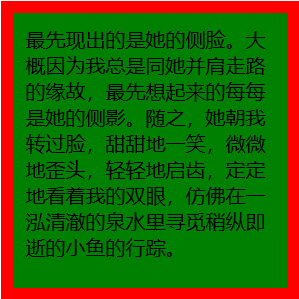 最先现出的是她的侧脸。大
概因为我总是同她并肩走路
的缘故，最先想起来的每每
是她的侧影。随之，她朝我
转过脸，甜甜地一笑，微微
地歪头，轻轻地启齿，定定
地看着我的双眼，仿佛在一
泓清澈的泉水里寻觅稍纵即
逝的小鱼的行踪。